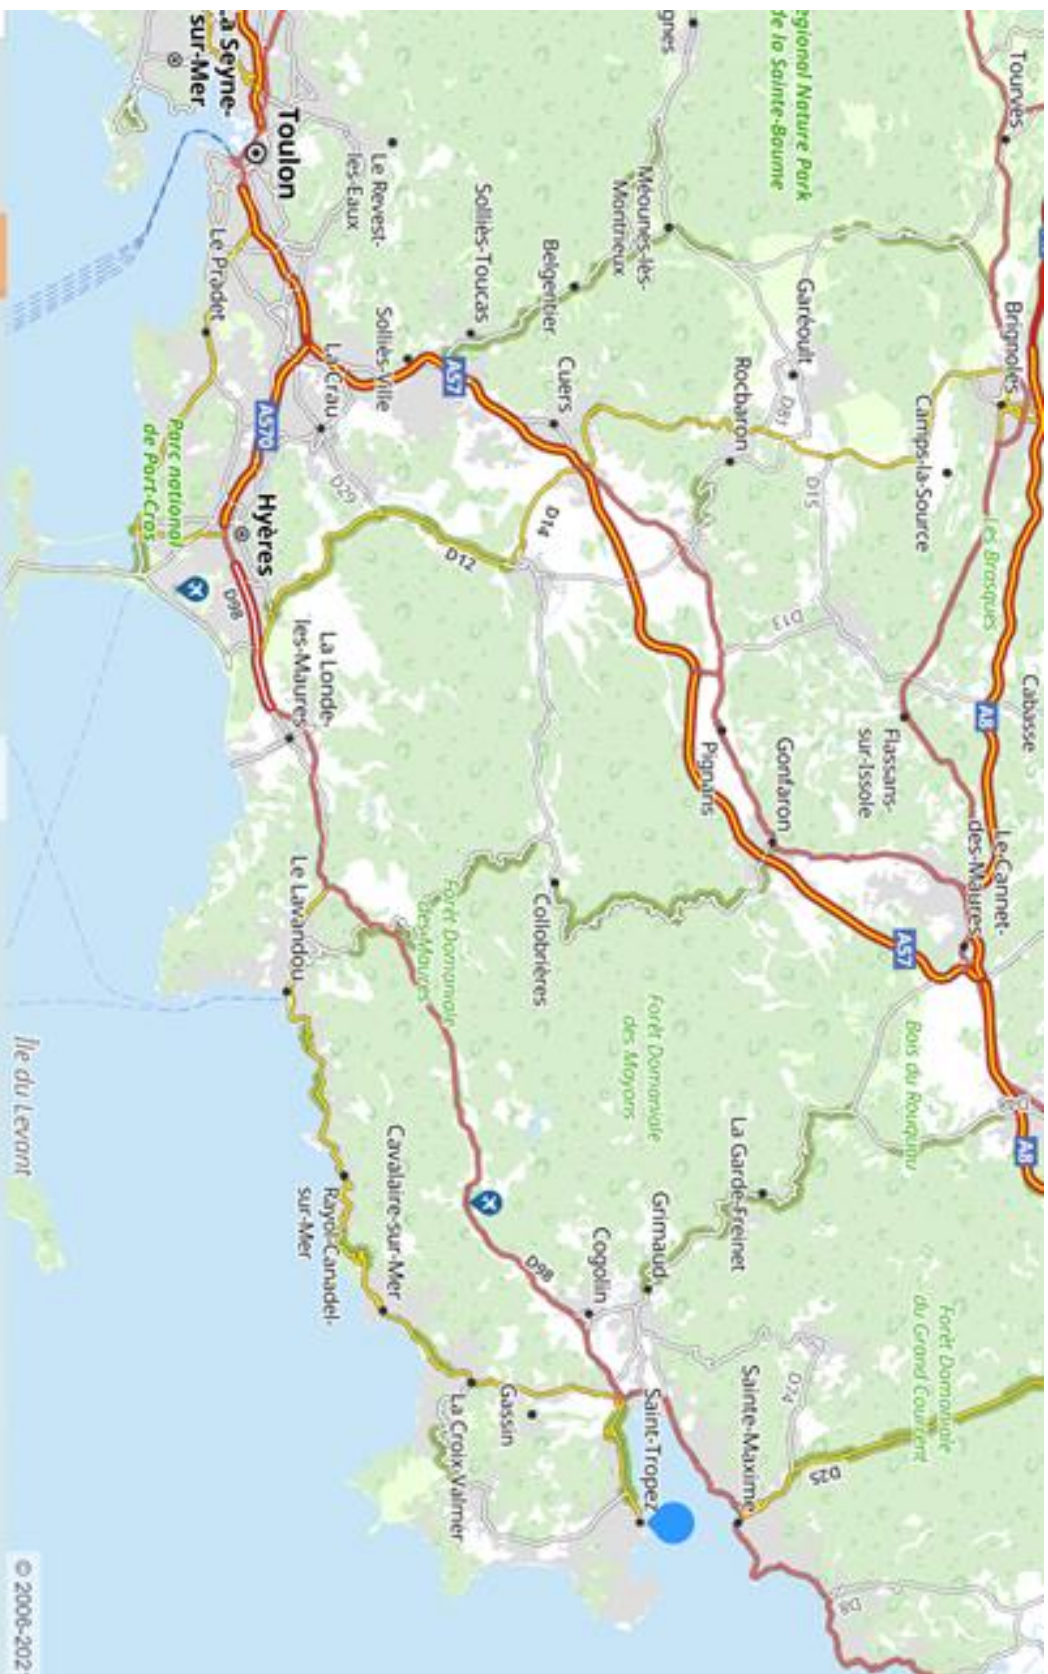 Tourves
Brignoles
Cabasse
A8
A8
Le Cannet-
des-Maures
Les Brasques
Camps-la-Source
Forêt Domaniale
Flassans-
sur-Issole
A57
Bois du Rouquan
D25
D8
D15
Garéoult
D81
D13
D74
egional Nature Park
de la Sainte-Baume
Gonfaron
Rocbaron
La Garde-Freinet
Sainte-Maxime
Pignans
gnes
Méounes-lès-
Montrieux
Forêt Domaniale
des Mayons
Grimaud
Saint-Tropez
Cogolin
Cuers
Belgentier
D14
Collobrières
D98
Gassin
Solliès-Toucas
A57
D12
Forêt Domaniale
des Maures
La Croix-Valmer
Le Revest-
les-Eaux
Solliès-Ville
Cavalaire-sur-Mer
D29
La Crau
La Londe-
les-Maures
Rayol-Canadel-
sur-Mer
Toulon
A570
Hyères
Le Lavandou
D98
La Seyne-
sur-Mer
Le Pradet
Parc national
de Port-Cros
Île du Levant
© 2006-202